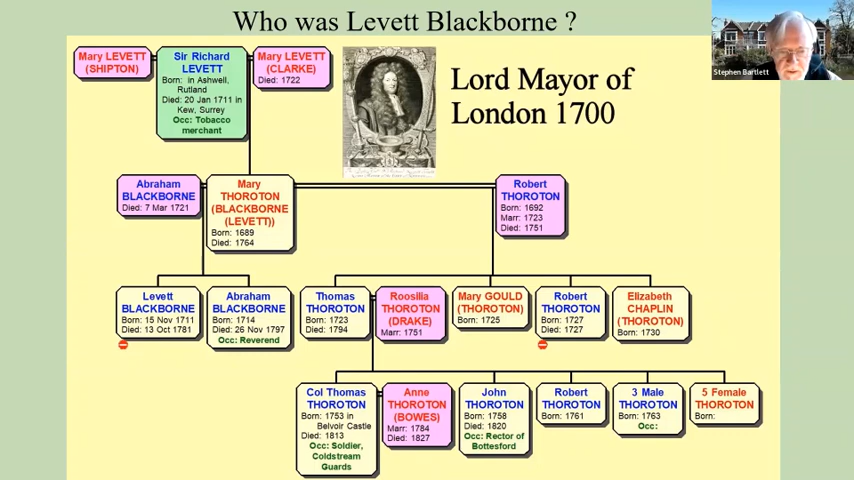 Who was Levett Blackborne ?
Stephen Bartlett
Mary LEVETT
(SHIPTON)
Sir Richard
LEVETT
Born: in Ashwell,
Rutland
Died: 20 Jan 1711 in
Kew, Surrey
Occ: Tobacco
merchant
Mary LEVETT
(CLARKE)
Died: 1722
Lord Mayor of
London 1700
Abraham
BLACKBORNE
Died: 7 Mar 1721
Mary
THOROTON
(BLACKBORNE
(LEVETT))
Born: 1689
Died: 1764
Robert
THOROTON
Born: 1692
Marr: 1723
Died: 1751
Levett
BLACKBORNE
Born: 15 Nov 1711
Died: 13 Oct 1781
Abraham
BLACKBORNE
Born: 1714
Died: 26 Nov 1797
Occ: Reverend
Thomas
THOROTON
Born: 1723
Died: 1794
Roosilia
THOROTON
(DRAKE)
Marr: 1751
Mary GOULD
(THOROTON)
Born: 1725
Robert
THOROTON
Born: 1727
Died: 1727
Elizabeth
CHAPLIN
(THOROTON)
Born: 1730
Col Thomas
THOROTON
Born: 1753 in
Belvoir Castle
Died: 1813
Occ: Soldier,
Coldstream
Guards
Anne
THOROTON
(BOWES)
Marr: 1784
Died: 1827
John
THOROTON
Born: 1758
Died: 1820
Occ: Rector of
Bottesford
Robert
THOROTON
Born: 1761
3 Male
THOROTON
Born: 1763
Occ:
5 Female
THOROTON
Born: